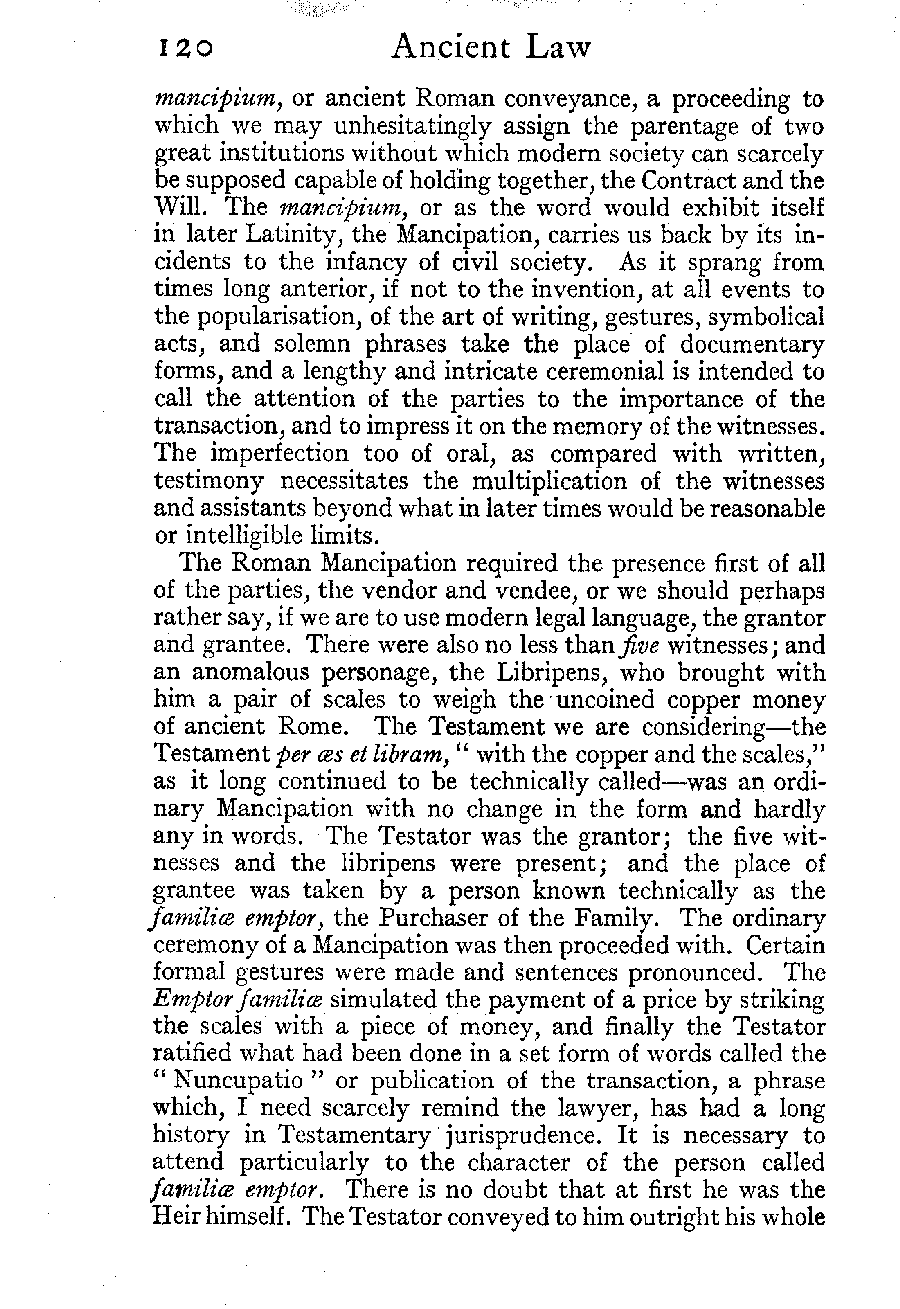 120 Ancient Law
mancipium, or ancient Roman conveyance, a proceeding to
which we may unhesitatingly assign the parentage of two
great institutions without which modern society can scarcely
be supposed capable of holding together, the Contract and the
Will. The mancipium, or as the word would exhibit itself
in later Latinity, the Mancipation, carries us back by its in-
cidents to the infancy of civil society. As it sprang from
times long anterior, if not to the invention, at all events to
the popularisation, of the art of writing, gestures, symbolical
acts, and solemn phrases take the place of documentary
forms, and a lengthy and intricate ceremonial is intended to
call the attention of the parties to the importance of the
transaction, and to impress it on the memory of the witnesses.
The imperfection too of oral, as compared with written,
testimony necessitates the multiplication of the witnesses
and assistants beyond what in later times would be reasonable
or intelligible limits.
The Roman Mancipation required the presence first of all
of the parties, the vendor and vendee, or we should perhaps
rather say, if we are to use modern legal language, the grantor
and grantee. There were also no less than five witnesses; and
an anomalous personage, the Libripens, who brought with
him a pair of scales to weigh the uncoined copper money
of ancient Rome. The Testament we are considering—the
Testament per æs et libram, “ with the copper and the scales,”
as it long continued to be technically called—was an ordi-
nary Mancipation with no change in the form and hardly
any in words. The Testator was the grantor; the five wit-
nesses and the libripens were present; and the place of
grantee was taken by a person known technically as the
familiæ emptor, the Purchaser of the Family. The ordinary
ceremony of a Mancipation was then proceeded with. Certain
formal gestures were made and sentences pronounced. The
Emptor familiæ simulated the payment of a price by striking
the scales with a piece of money, and finally the Testator
ratified what had been done in a set form of words called the
“ Nuncupatio ” or publication of the transaction, a phrase
which, I need scarcely remind the lawyer, has had a long
history in Testamentary jurisprudence. It is necessary to
attend particularly to the character of the person called
familiæ emptor. There is no doubt that at first he was the
Heir himself. The Testator conveyed to him outright his whole